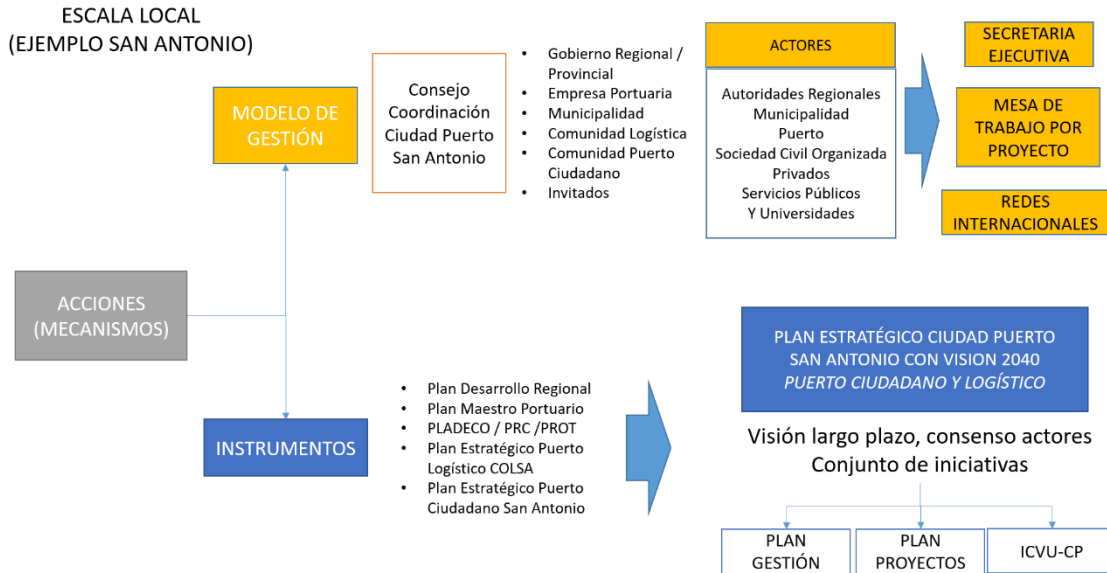 ESCALA LOCAL
(EJEMPLO SAN ANTONIO)
MODELO DE
GESTIÓN
Consejo
Coordinación
Ciudad Puerto
San Antonio
• Gobierno Regional /
Provincial
• Empresa Portuaria
• Municipalidad
• Comunidad Logística
• Comunidad Puerto
Ciudadano
• Invitados
ACTORES
Autoridades Regionales
Municipalidad
Puerto
Sociedad Civil Organizada
Privados
Servicios Públicos
Y Universidades
SECRETARIA
EJECUTIVA
MESA DE
TRABAJO POR
PROYECTO
REDES
INTERNACIONALES
ACCIONES
(MECANISMOS)
INSTRUMENTOS
• Plan Desarrollo Regional
• Plan Maestro Portuario
• PLADECO / PRC /PROT
• Plan Estratégico Puerto
Logístico COLSA
• Plan Estratégico Puerto
Ciudadano San Antonio
PLAN ESTRATÉGICO CIUDAD PUERTO
SAN ANTONIO CON VISION 2040
PUERTO CIUDADANO Y LOGÍSTICO
Visión largo plazo, consenso actores
Conjunto de iniciativas
PLAN
GESTIÓN
PLAN
PROYECTOS
ICVU-CP